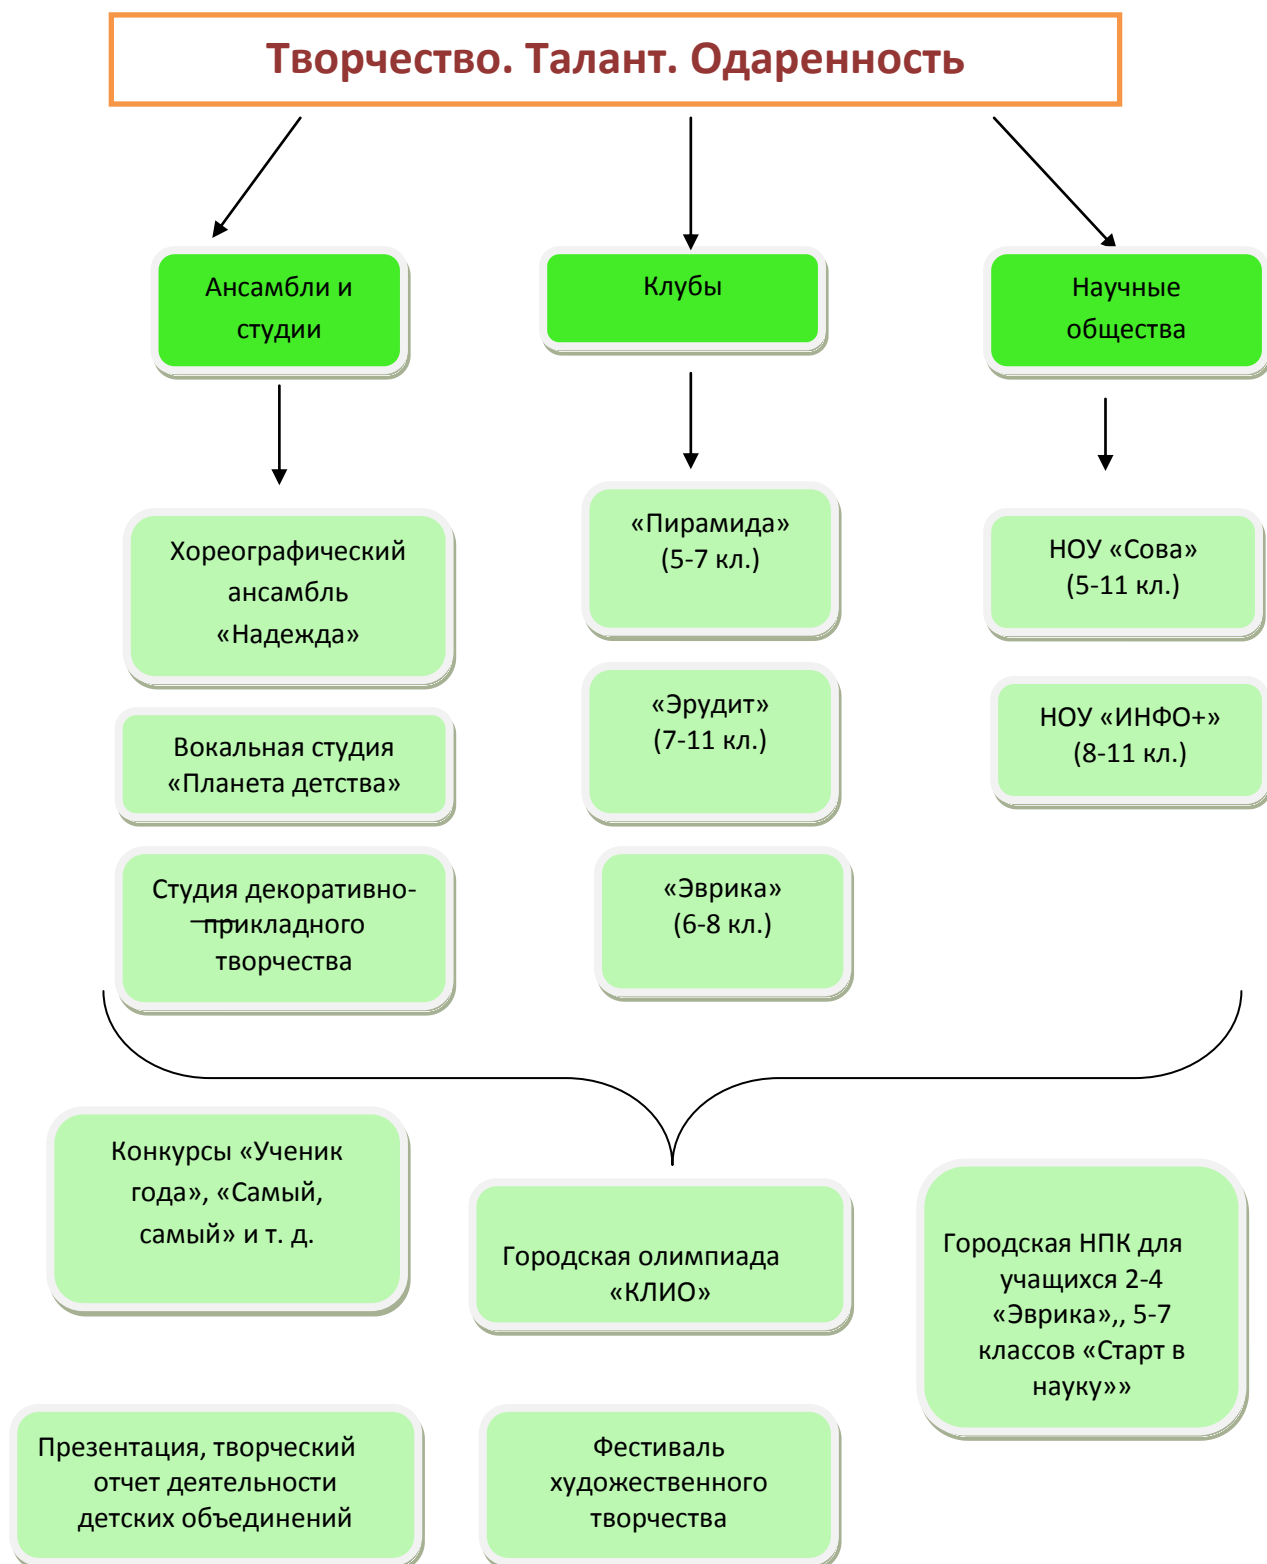 Творчество. Талант. Одаренность
Ансамбли и
студии
Клубы
Научные
общества
Хореографический
ансамбль
«Надежда»
Вокальная студия
«Планета детства»
Студия декоративно-
прикладного
творчества
«Пирамида»
(5-7 кл.)
«Эрудит»
(7-11 кл.)
«Эврика»
(6-8 кл.)
НОУ «Сова»
(5-11 кл.)
НОУ «ИНФО+»
(8-11 кл.)
Конкурсы «Ученик
года», «Самый,
самый» и т. д.
Городская олимпиада
«КЛИО»
Городская НПК для
учащихся 2-4
«Эврика»,, 5-7
классов «Старт в
науку»»
Презентация, творческий
отчет деятельности
детских объединений
Фестиваль
художественного
творчества